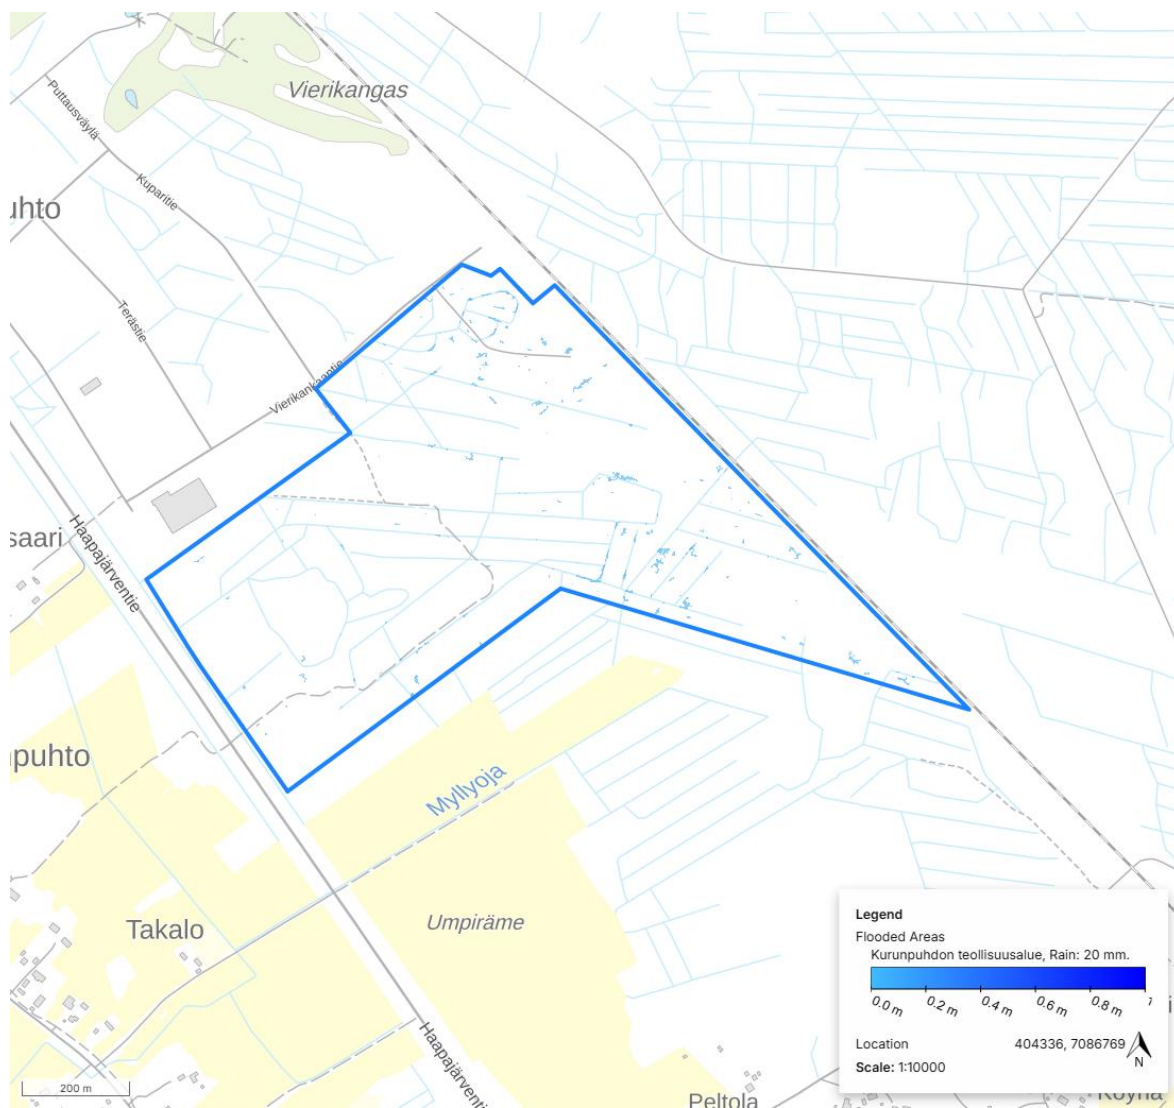 Vierikangas
Puttausväylä
Kuparitie
uhto
Terästie
Vierikankaantie
saari
Haapajärventie
puhto
Myllyoja
Takalo
Umpiräme
Haapajärventi
Peltola
Legend
Flooded Areas
Kurunpuhdon teollisuusalue, Rain: 20 mm.
0.0 m 0.2 m 0.4 m 0.6 m 0.8 m 1
Location 404336, 7086769
N
Scale: 1:10000
200 m